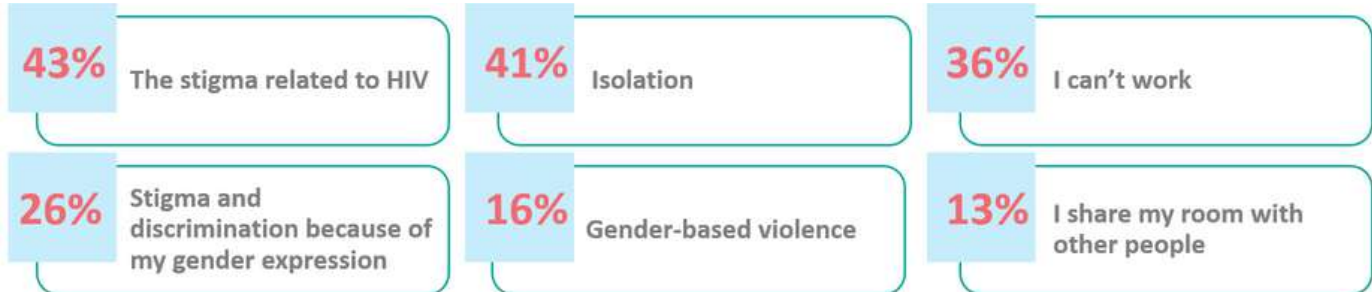 43%
The stigma related to HIV
41%
Isolation
36%
I can’t work
26%
Stigma and
discrimination because of
my gender expression
16%
Gender-based violence
13%
I share my room with
other people